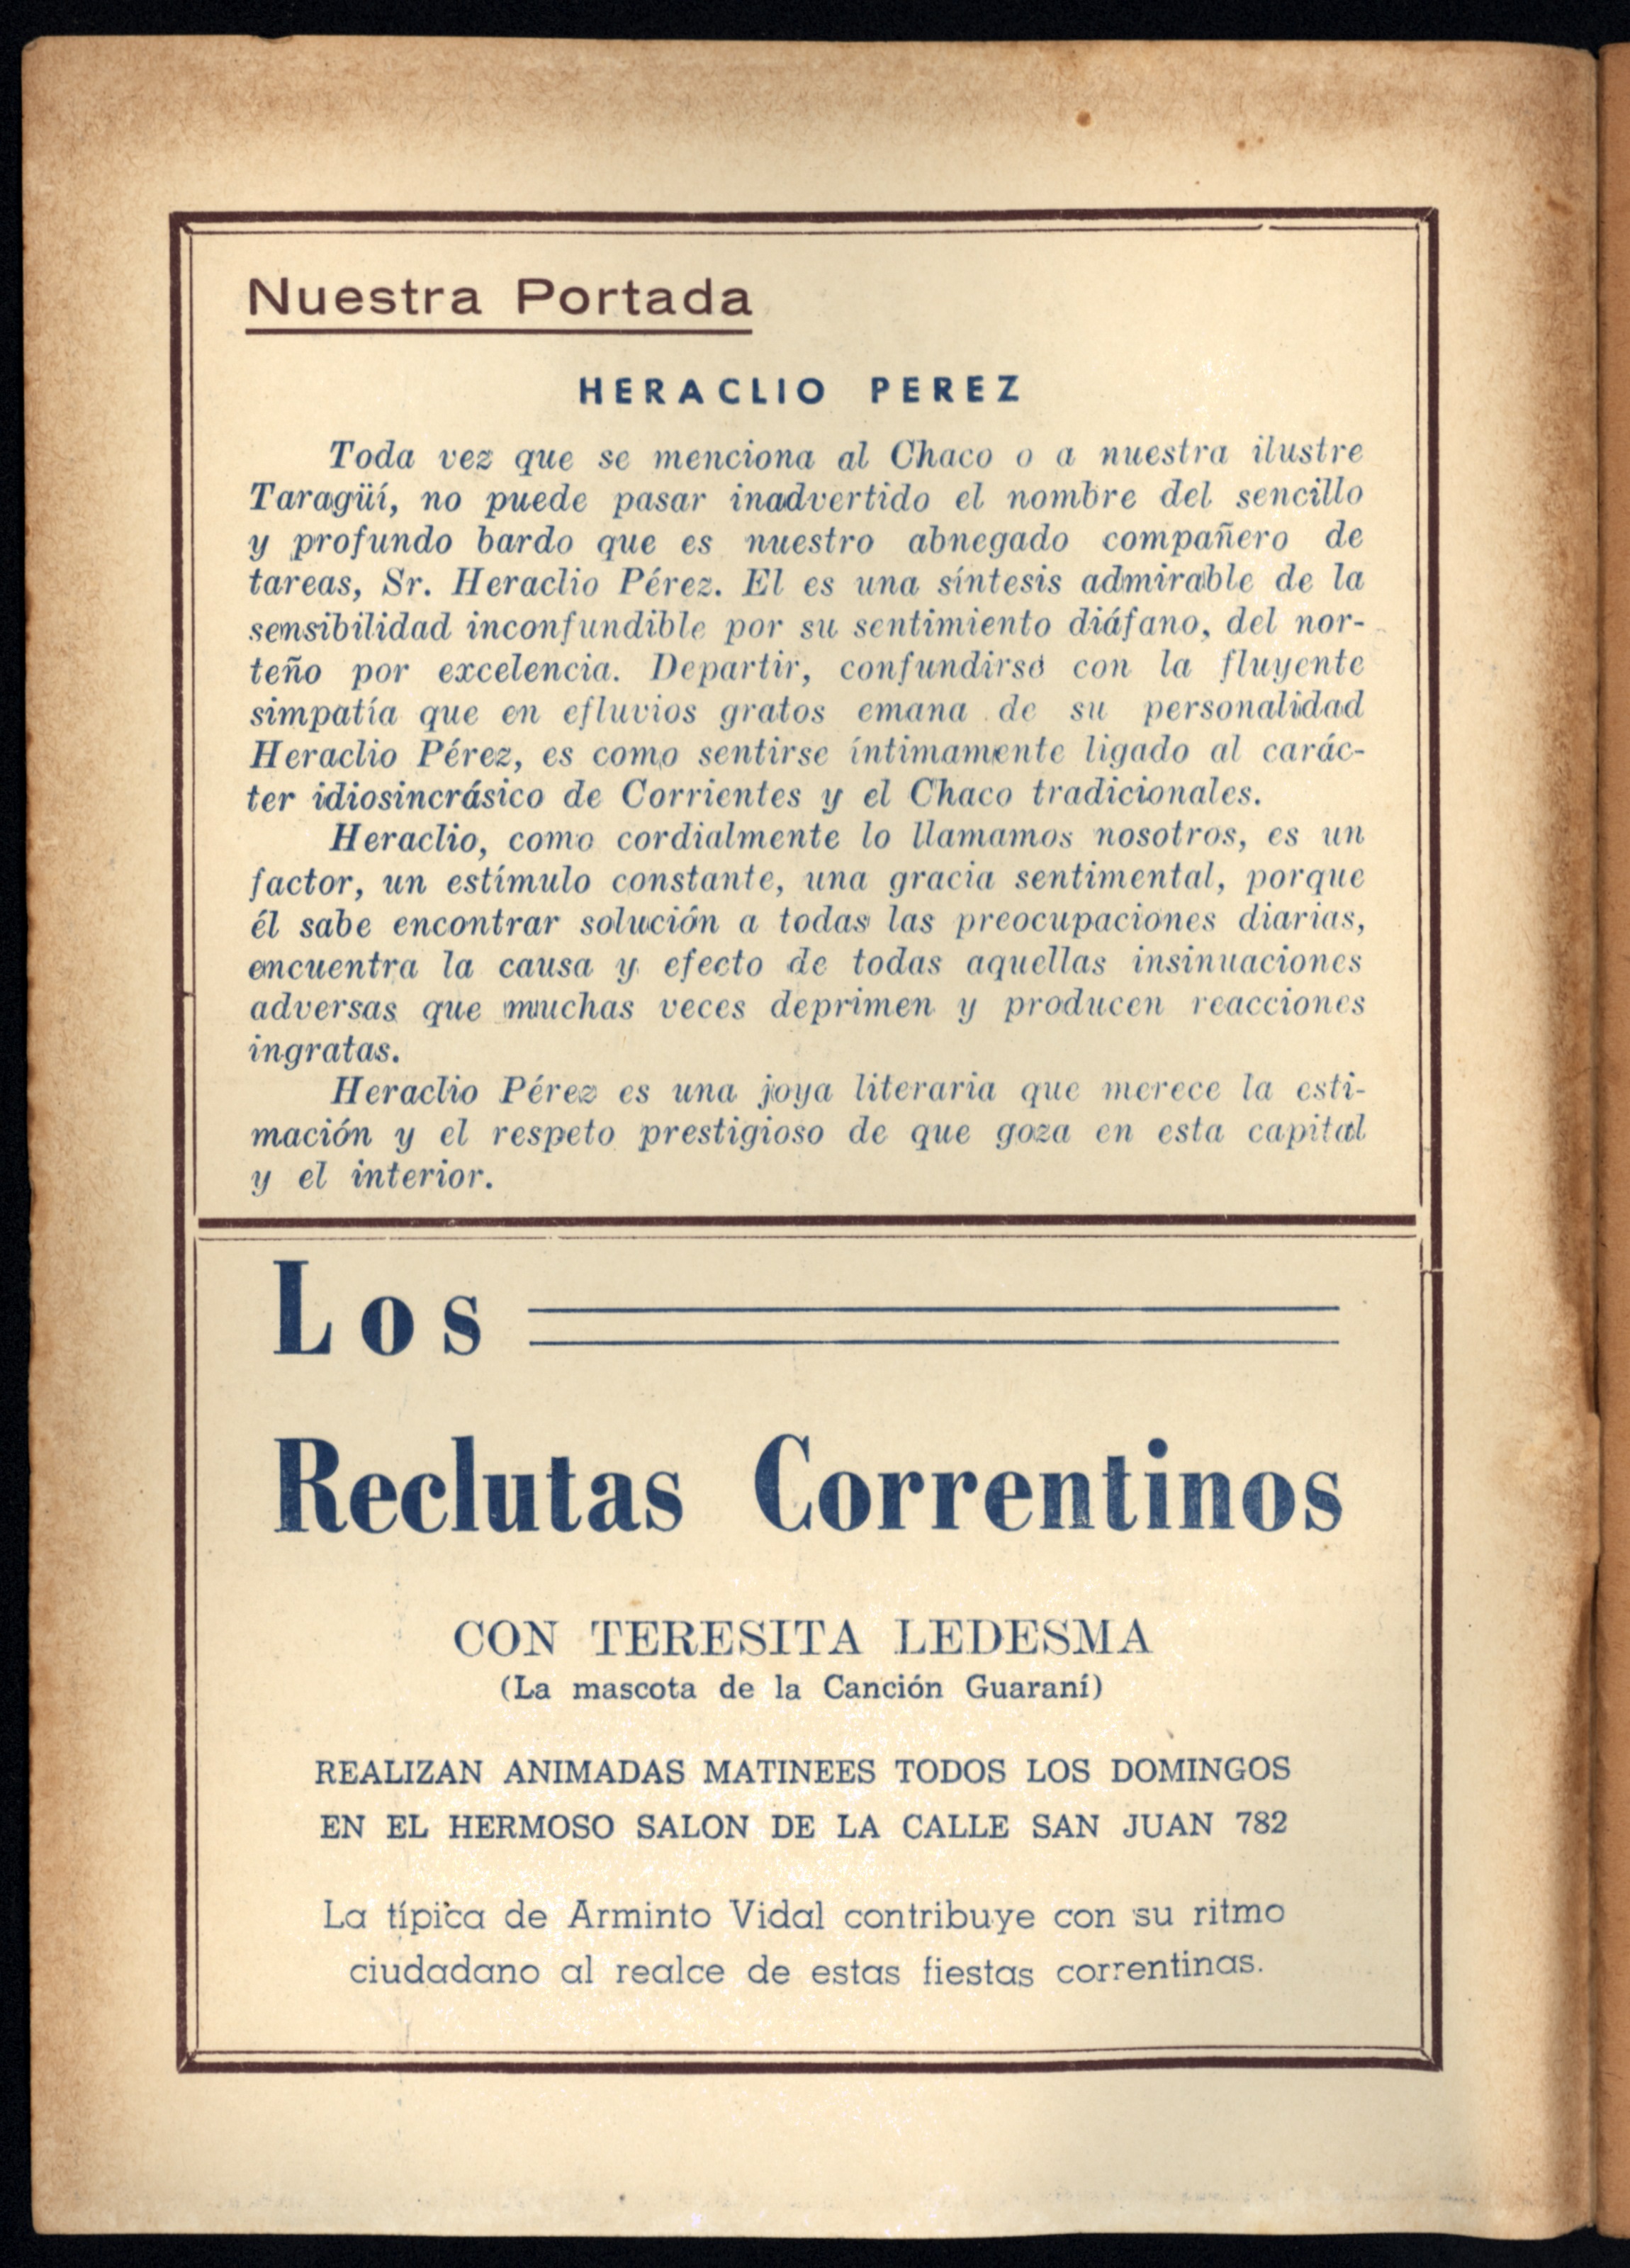 Nuestra Portada
HERACLIO PEREZ
Toda vez que se menciona al Chaco o a nuestra ilustre
Taragüí, no puede pasar inadvertido el nombre del sencillo
y profundo bardo que es nuestro abnegado compañero de
tareas, Sr. Heraclio Pérez. El es una síntesis admirable de la
sensibilidad inconfundible por su sentimiento diáfano, del nor-
teño por excelencia. Departir, confundirse con la fluyente
simpatía que en efluvios gratos emana de su personalidad
Heraclio Pérez, es como sentirse íntimamente ligado al carác-
ter idiosincrásico de Corrientes y el Chaco tradicionales.
Heraclio, como cordialmente lo llamamos nosotros, es un
factor, un estímulo constante, una gracia sentimental, porque
él sabe encontrar solución a todas las preocupaciones diarias,
encuentra la causa y efecto de todas aquellas insinuaciones
adversas que muchas veces deprimen y producen reacciones
ingratas.
Heraclio Pérez es una joya literaria que merece la esti-
mación y el respeto prestigioso de que goza en esta capital
y el interior.
Los
Reclutas Correntinos
CON TERESITA LEDESMA
(La mascota de la Canción Guaraní)
REALIZAN ANIMADAS MATINEES TODOS LOS DOMINGOS
EN EL HERMOSO SALON DE LA CALLE SAN JUAN 782
La típica de Arminto Vidal contribuye con su ritmo
ciudadano al realce de estas fiestas correntinas.